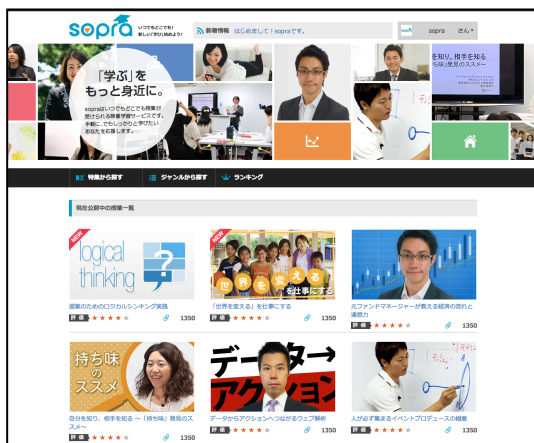 sopra
いつでもどこでも!
新しい「学び」始めよう!
新着情報 はじめまして!sopraです。
sopra さん
「学ぶ」を
もっと身近に。
sopraはいつでもどこでも授業が
受けられる映像学習サービスです。
手軽に、でもしっかりと学びたい
あなたを応援します。
を知り、相手を知る…
ち味」発見のススメ~
特集から探す ジャンルから探す ランキング
現在公開中の授業一覧
NEW
logical
thinking
?
NEW
世界を変える
を仕事にする
提案のためのロジカルシンキング実践
評価 1350
「世界を変える」を仕事にする
評価 1350
元ファンドマネージャーが教える経済の流れと
連想力
評価 1350
持ち味
の
ススメ
データ→
アクション
自分を知り、相手を知る ~「持ち味」発見のス
スメ~
評価 1350
データからアクションへつながるウェブ解析
評価 1350
人が必ず集まるイベントプロデュースの極意
評価 1350